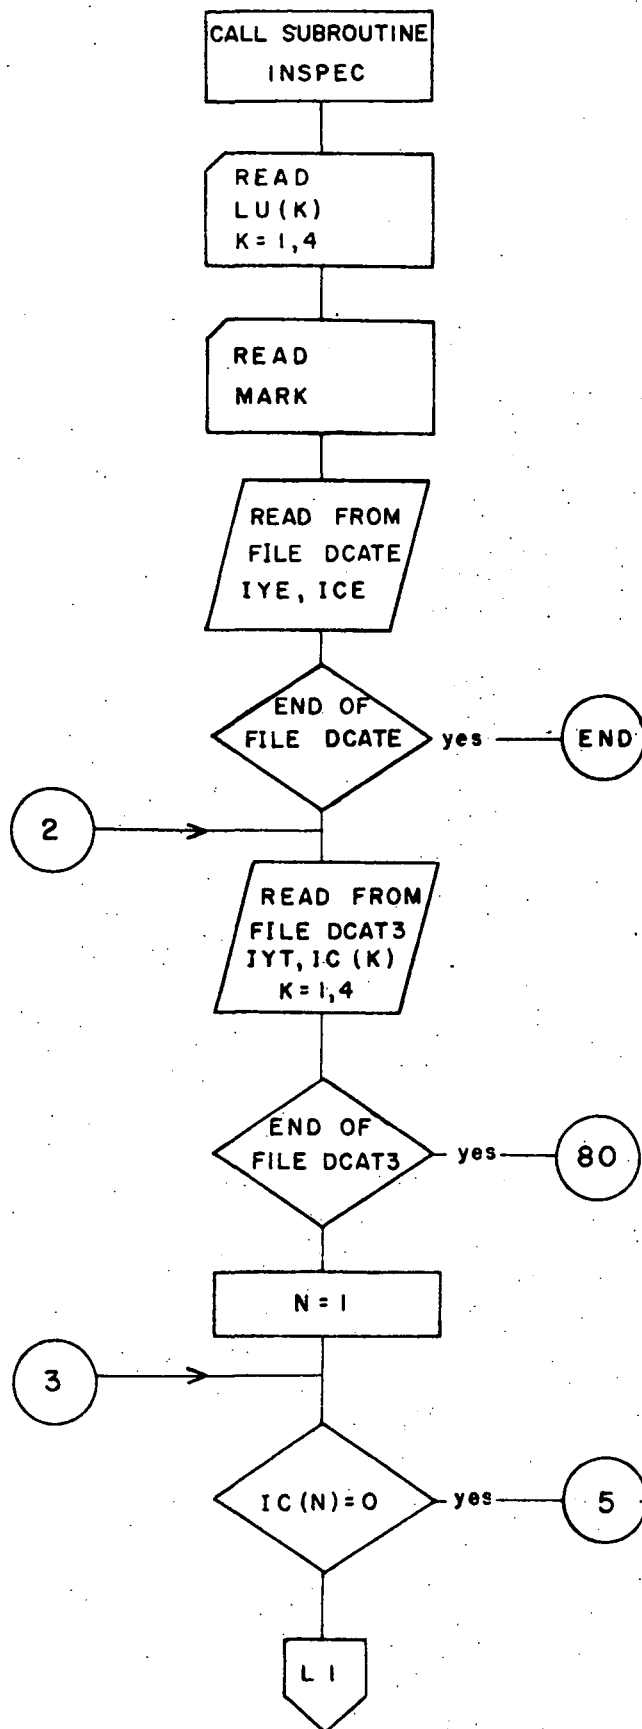 CALL SUBROUTINE
INSPEC
READ
LU(K)
K=1,4
READ
MARK
READ FROM
FILE DCATE
IYE, ICE
END OF
FILE DCATE
yes
END
2
READ FROM
FILE DCAT3
IYT, IC(K)
K=1,4
END OF
FILE DCAT3
yes
80
N=1
3
IC(N)=0
yes
5
L1